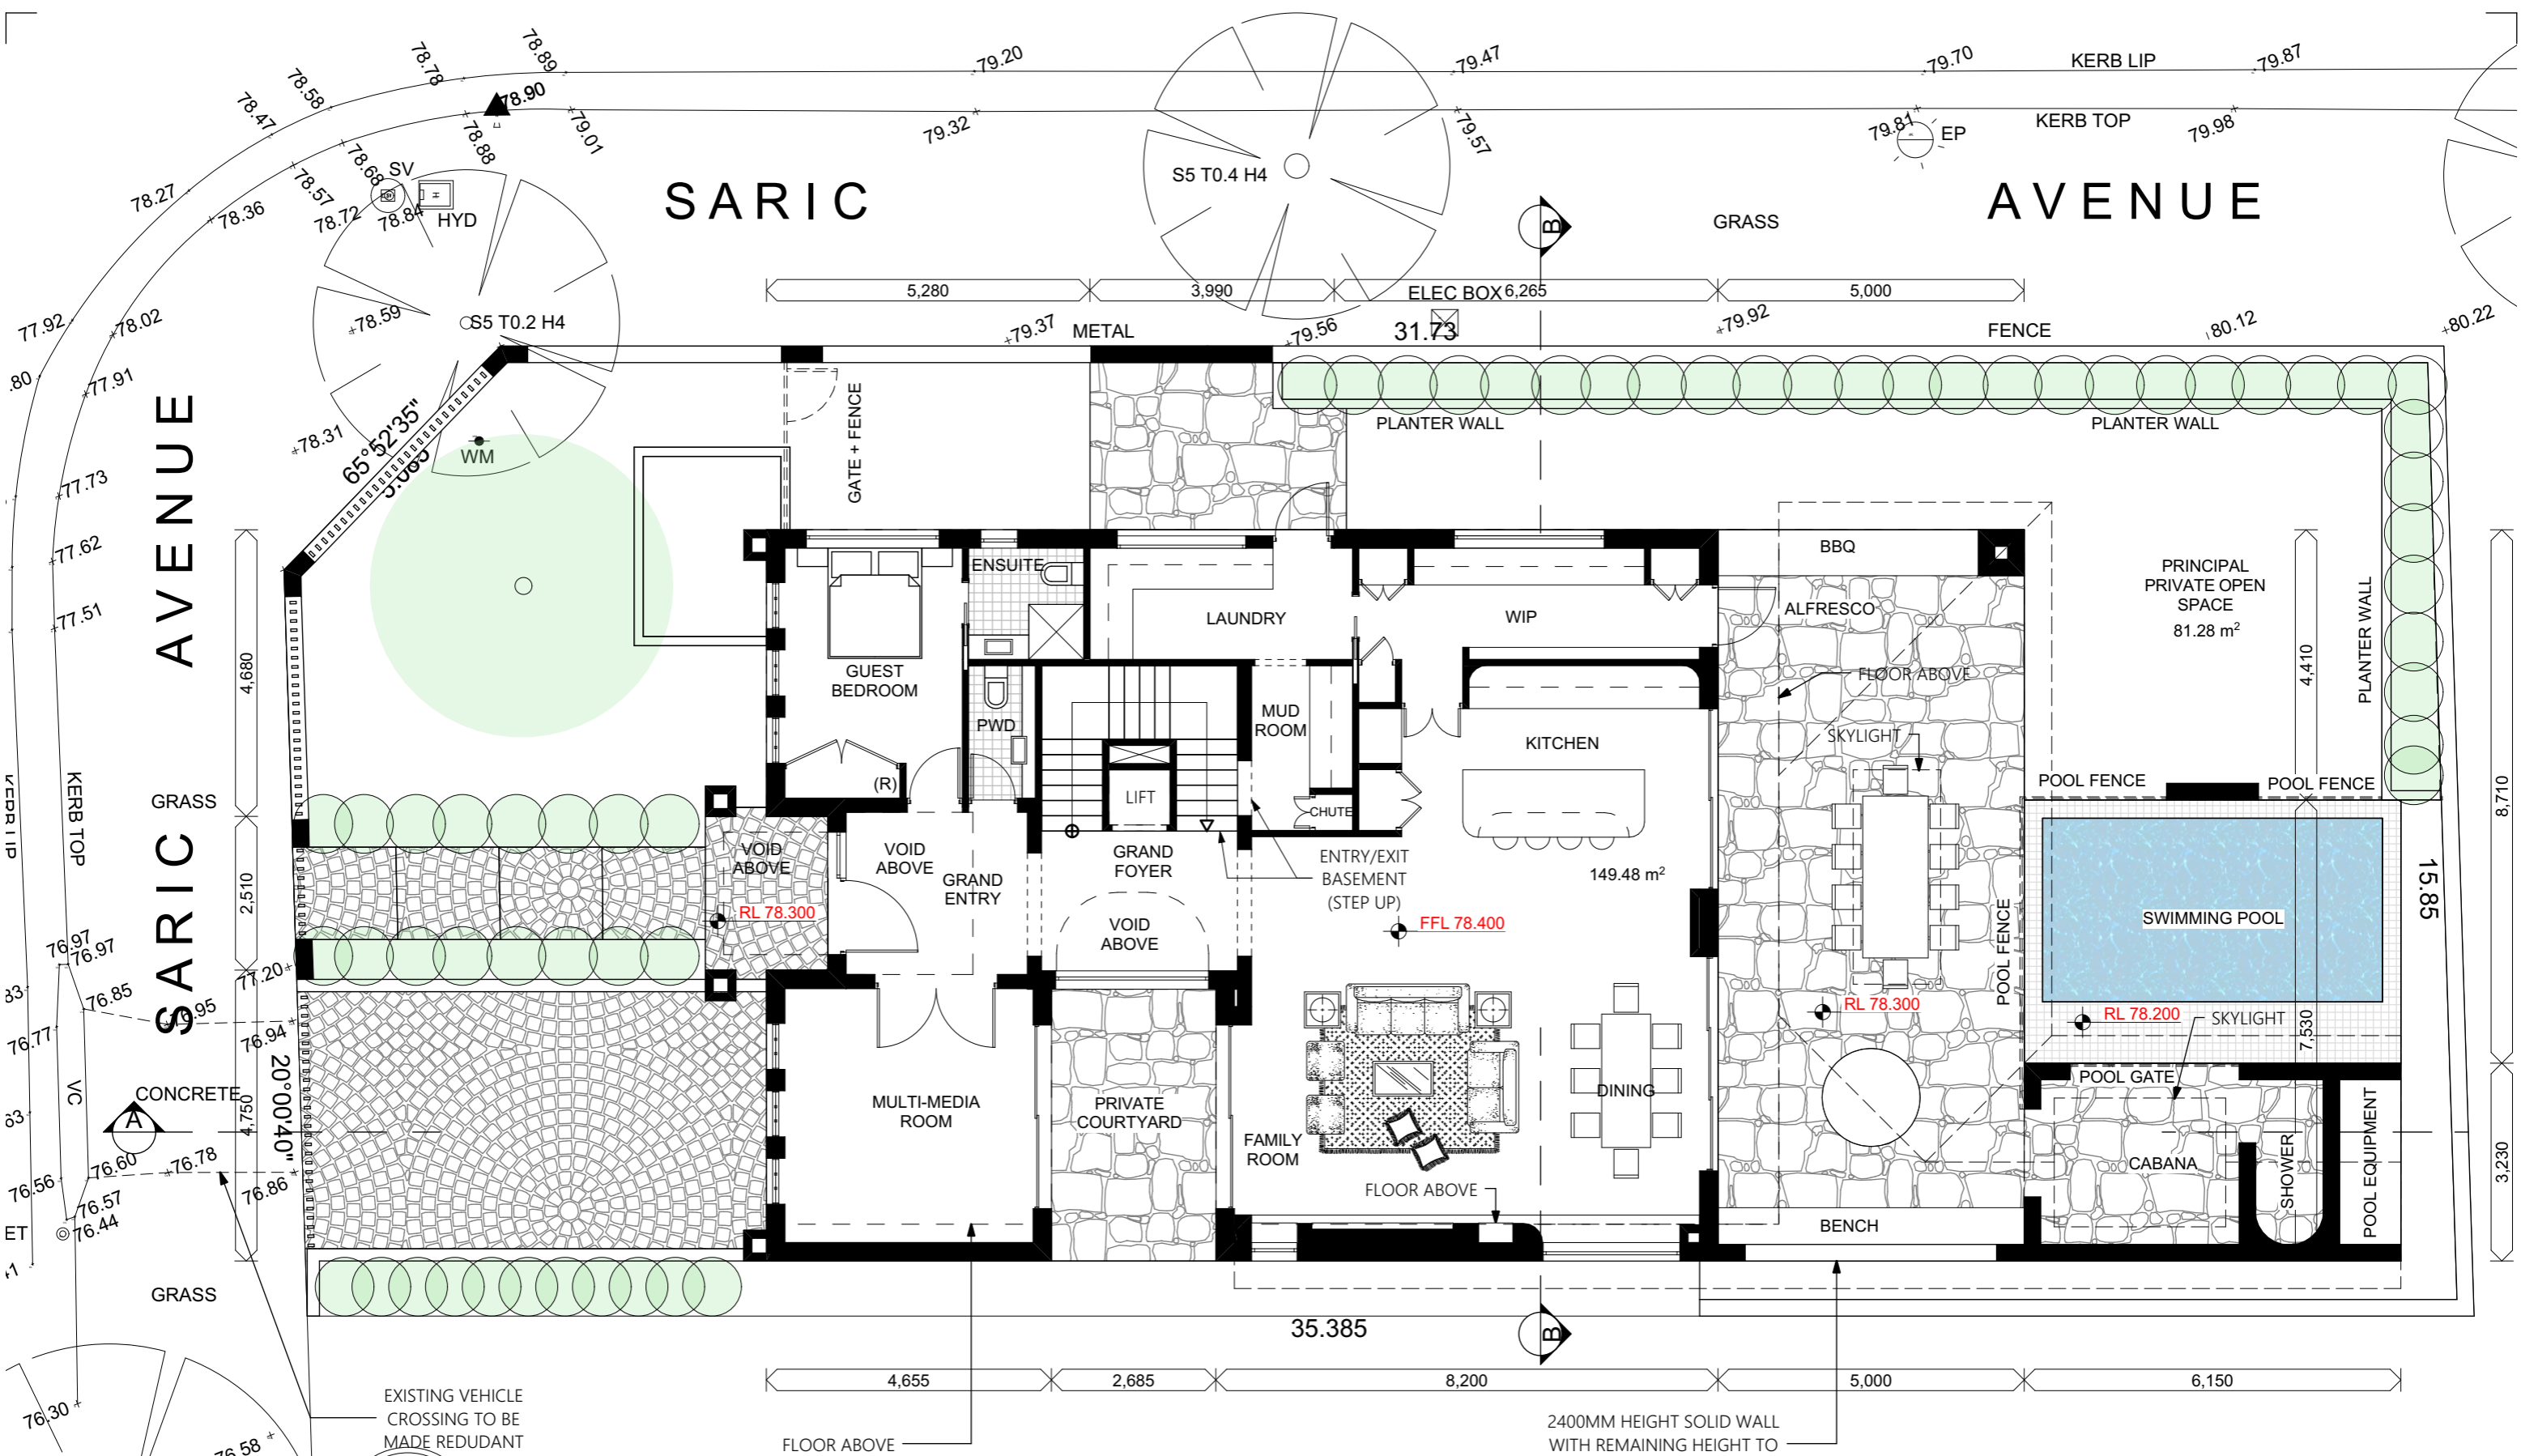 78.89
78.78
79.20
79.47
79.70
79.87
KERB LIP
78.58
78.47
78.90
78.88
79.01
79.32
79.57
79.81
EP
KERB TOP
79.98
78.68
SV
78.57
78.27
78.36
78.72
78.84
HYD
S5 T0.4 H4
SARIC
AVENUE
GRASS
B
5,280
3,990
ELEC BOX
6,265
5,000
77.92
78.02
78.59
S5 T0.2 H4
79.37
METAL
79.56
31.73
79.92
FENCE
80.12
80.22
.80
77.91
78.31
65°52'35"
WM
GATE + FENCE
PLANTER WALL
PLANTER WALL
77.73
77.62
77.51
AVENUE
SARIC
4,680
ENSUITE
LAUNDRY
WIP
BBQ
ALFRESCO
PRINCIPAL
PRIVATE OPEN
SPACE
81.28 m²
4,410
PLANTER WALL
GUEST
BEDROOM
FLOOR ABOVE
PWD
MUD
ROOM
KITCHEN
SKYLIGHT
(R)
LIFT
CHUTE
POOL FENCE
POOL FENCE
8,710
KERB LIP
KERB TOP
GRASS
2,510
VOID
ABOVE
VOID
ABOVE
GRAND
ENTRY
GRAND
FOYER
VOID
ABOVE
ENTRY/EXIT
BASEMENT
(STEP UP)
149.48 m²
RL 78.300
FFL 78.400
POOL FENCE
SWIMMING POOL
15.85
76.97
76.97
77.20
83
76.85
76.95
76.94
76.77
RL 78.300
RL 78.200
SKYLIGHT
7,530
VC
CONCRETE
A
4,750
20°00'40"
63
MULTI-MEDIA
ROOM
PRIVATE
COURTYARD
FAMILY
ROOM
DINING
POOL GATE
CABANA
SHOWER
POOL EQUIPMENT
3,230
76.60
76.78
76.86
76.56
76.57
76.44
ET
FLOOR ABOVE
BENCH
GRASS
35.385
B
4,655
2,685
8,200
5,000
6,150
76.30
76.58
EXISTING VEHICLE
CROSSING TO BE
MADE REDUDANT
FLOOR ABOVE
2400MM HEIGHT SOLID WALL
WITH REMAINING HEIGHT TO